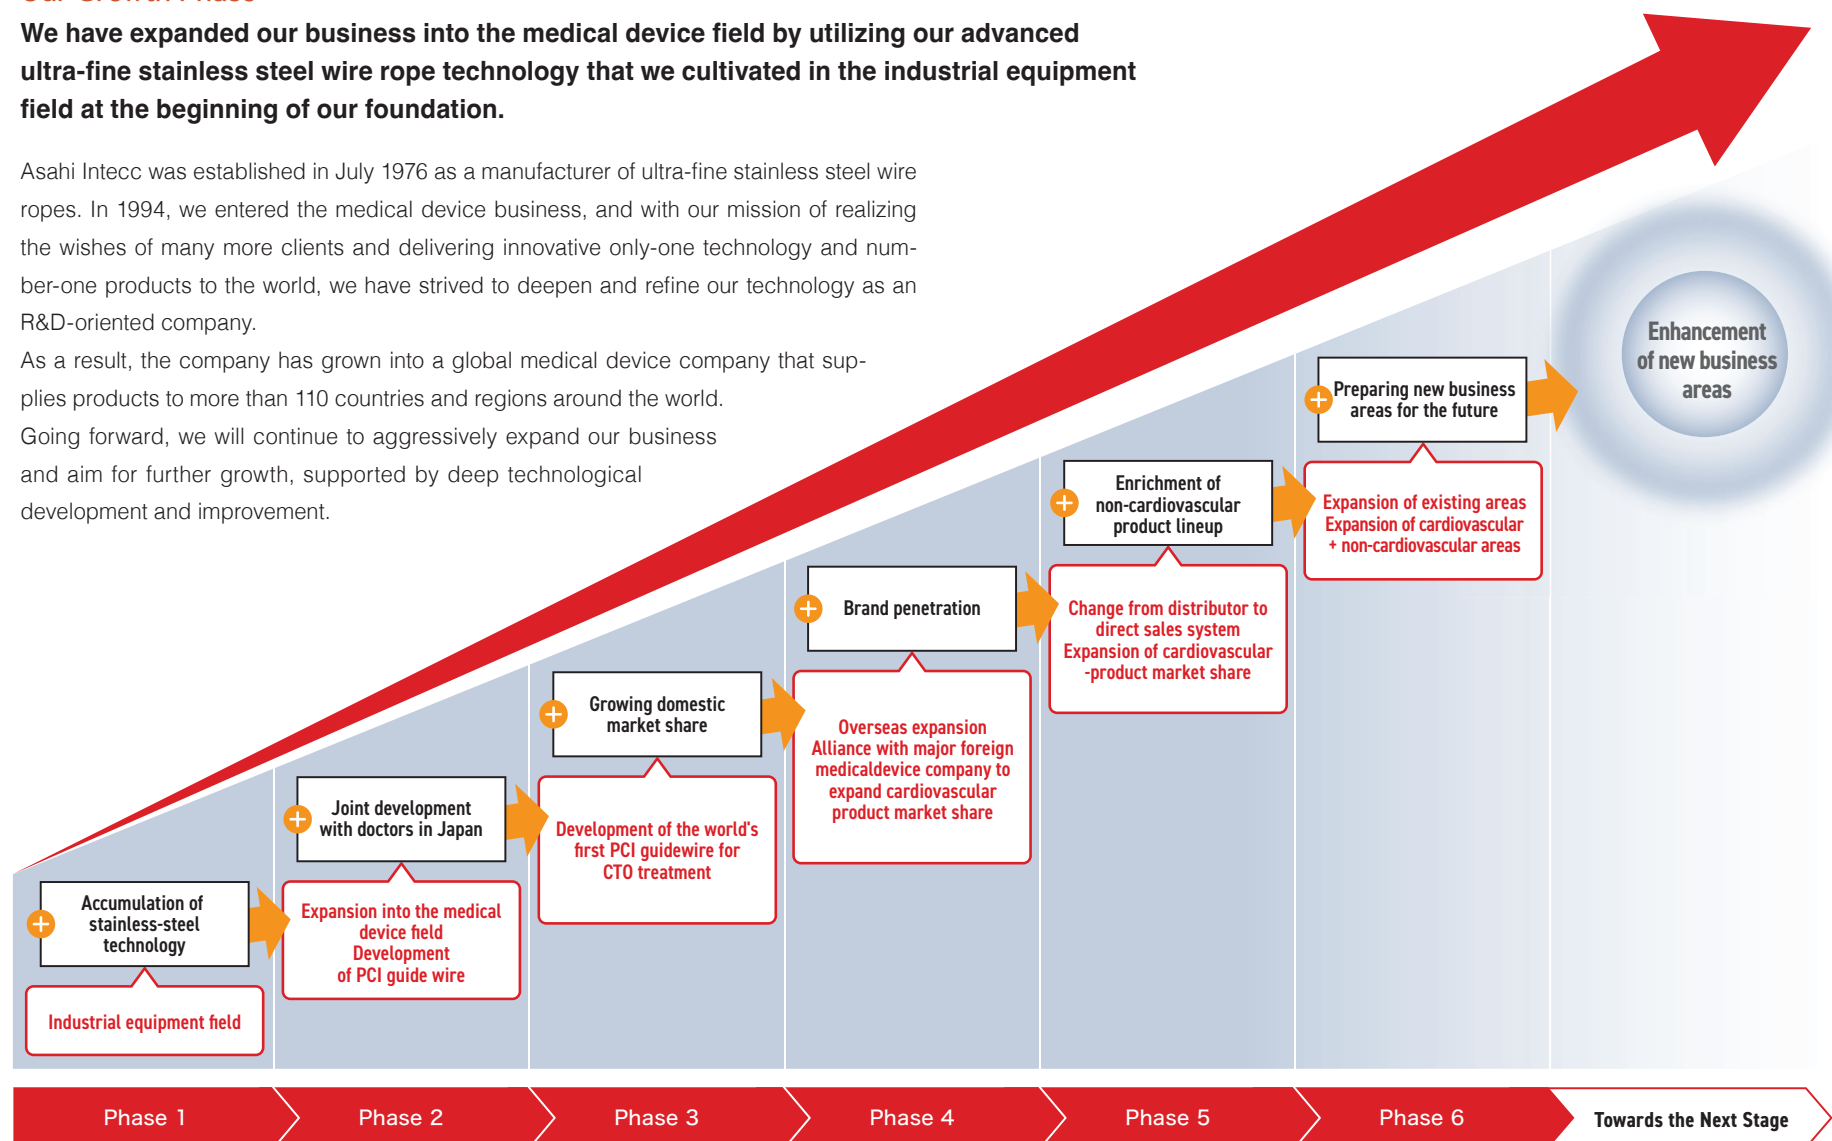 Our Growth Phase
We have expanded our business into the medical device field by utilizing our advanced
ultra-fine stainless steel wire rope technology that we cultivated in the industrial equipment
field at the beginning of our foundation.
Asahi Intecc was established in July 1976 as a manufacturer of ultra-fine stainless steel wire
ropes. In 1994, we entered the medical device business, and with our mission of realizing
the wishes of many more clients and delivering innovative only-one technology and num-
ber-one products to the world, we have strived to deepen and refine our technology as an
R&D-oriented company.
As a result, the company has grown into a global medical device company that sup-
plies products to more than 110 countries and regions around the world.
Going forward, we will continue to aggressively expand our business
and aim for further growth, supported by deep technological
development and improvement.
Accumulation of
stainless-steel
technology
Industrial equipment field
Joint development
with doctors in Japan
Expansion into the medical
device field
Development
of PCI guide wire
Growing domestic
market share
Development of the world's
first PCI guidewire for
CTO treatment
Brand penetration
Overseas expansion
Alliance with major foreign
medicaldevice company to
expand cardiovascular
product market share
Enrichment of
non-cardiovascular
product lineup
Change from distributor to
direct sales system
Expansion of cardiovascular
-product market share
Preparing new business
areas for the future
Expansion of existing areas
Expansion of cardiovascular
+ non-cardiovascular areas
Enhancement
of new business
areas
Phase 1
Phase 2
Phase 3
Phase 4
Phase 5
Phase 6
Towards the Next Stage